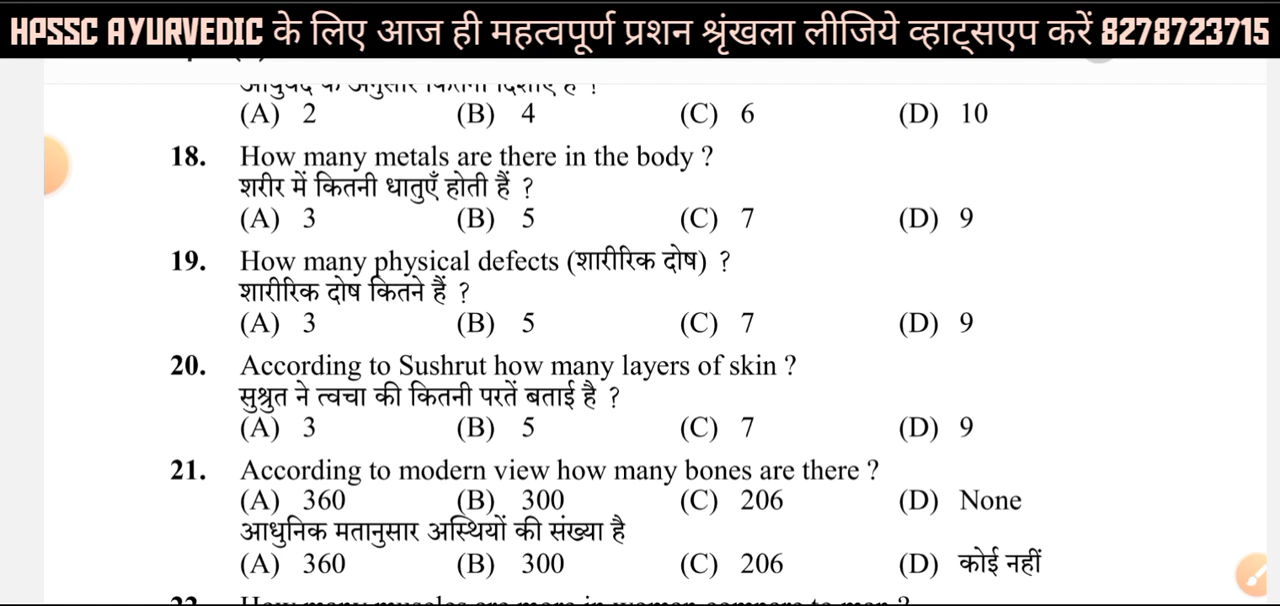 HPSSC AYURVEDIC के लिए आज ही महत्वपूर्ण प्रशन श्रृंखला लीजिये व्हाट्सएप करें 8278723715
(A) 2 (B) 4 (C) 6 (D) 10
18. How many metals are there in the body ?
शरीर में कितनी धातुएँ होती हैं ?
(A) 3 (B) 5 (C) 7 (D) 9
19. How many physical defects (शारीरिक दोष) ?
शारीरिक दोष कितने हैं ?
(A) 3 (B) 5 (C) 7 (D) 9
20. According to Sushrut how many layers of skin ?
सुश्रुत ने त्वचा की कितनी परतें बताई है ?
(A) 3 (B) 5 (C) 7 (D) 9
21. According to modern view how many bones are there ?
(A) 360 (B) 300 (C) 206 (D) None
आधुनिक मतानुसार अस्थियों की संख्या है
(A) 360 (B) 300 (C) 206 (D) कोई नहीं